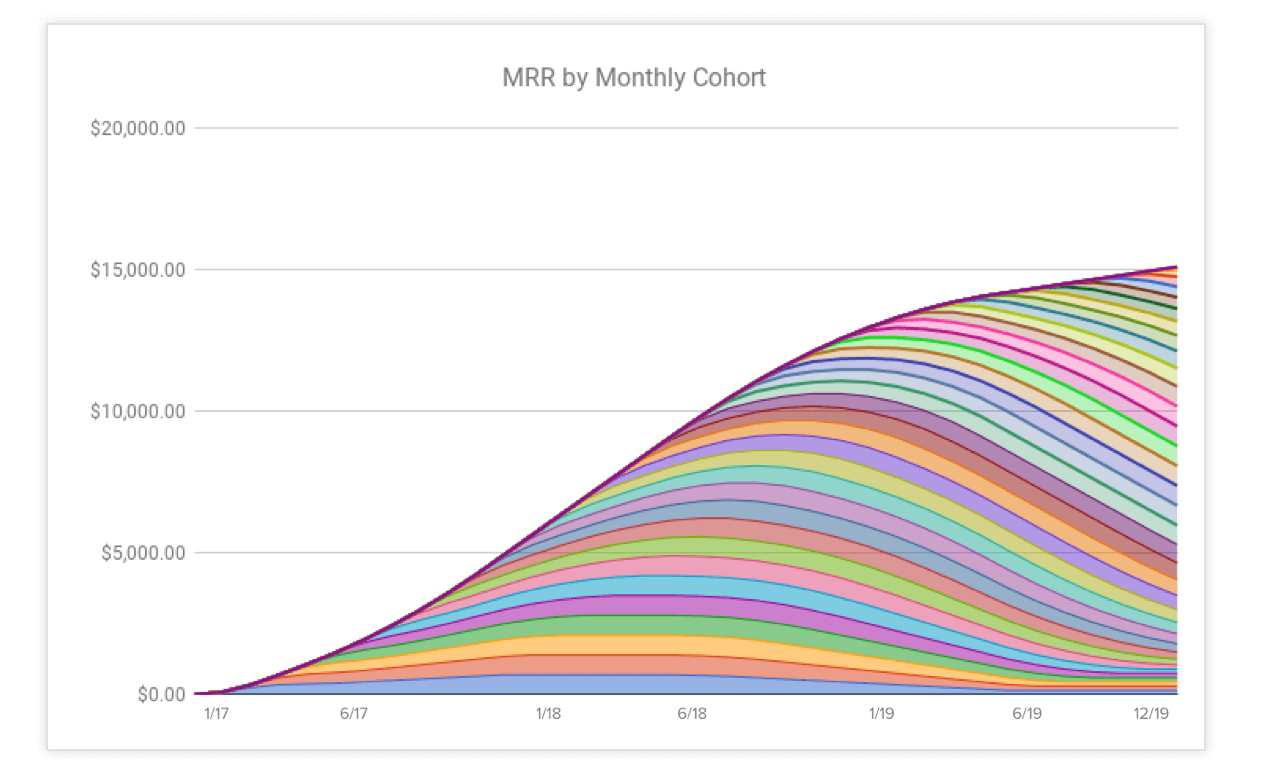 MRR by Monthly Cohort
$20,000.00
$15,000.00
$10,000.00
$5,000.00
$0.00
1/17 6/17 1/18 6/18 1/19 6/19 12/19